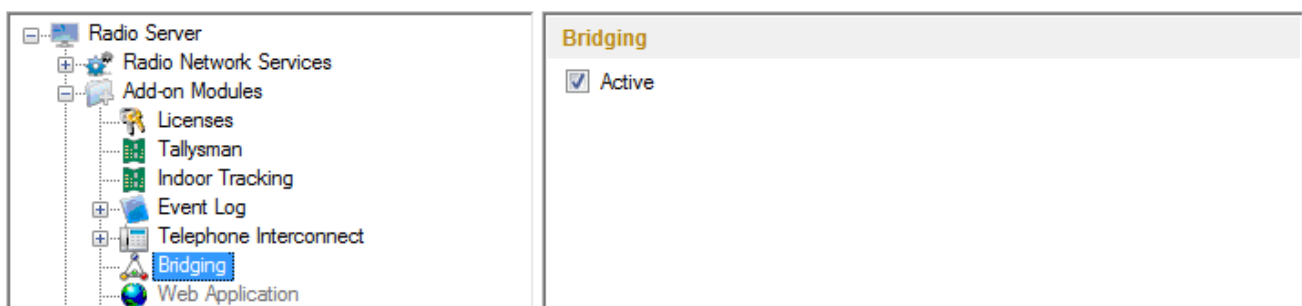 Radio Server
Radio Network Services
Add-on Modules
Licenses
Tallysman
Indoor Tracking
Event Log
Telephone Interconnect
Bridging
Web Application
Bridging
Active